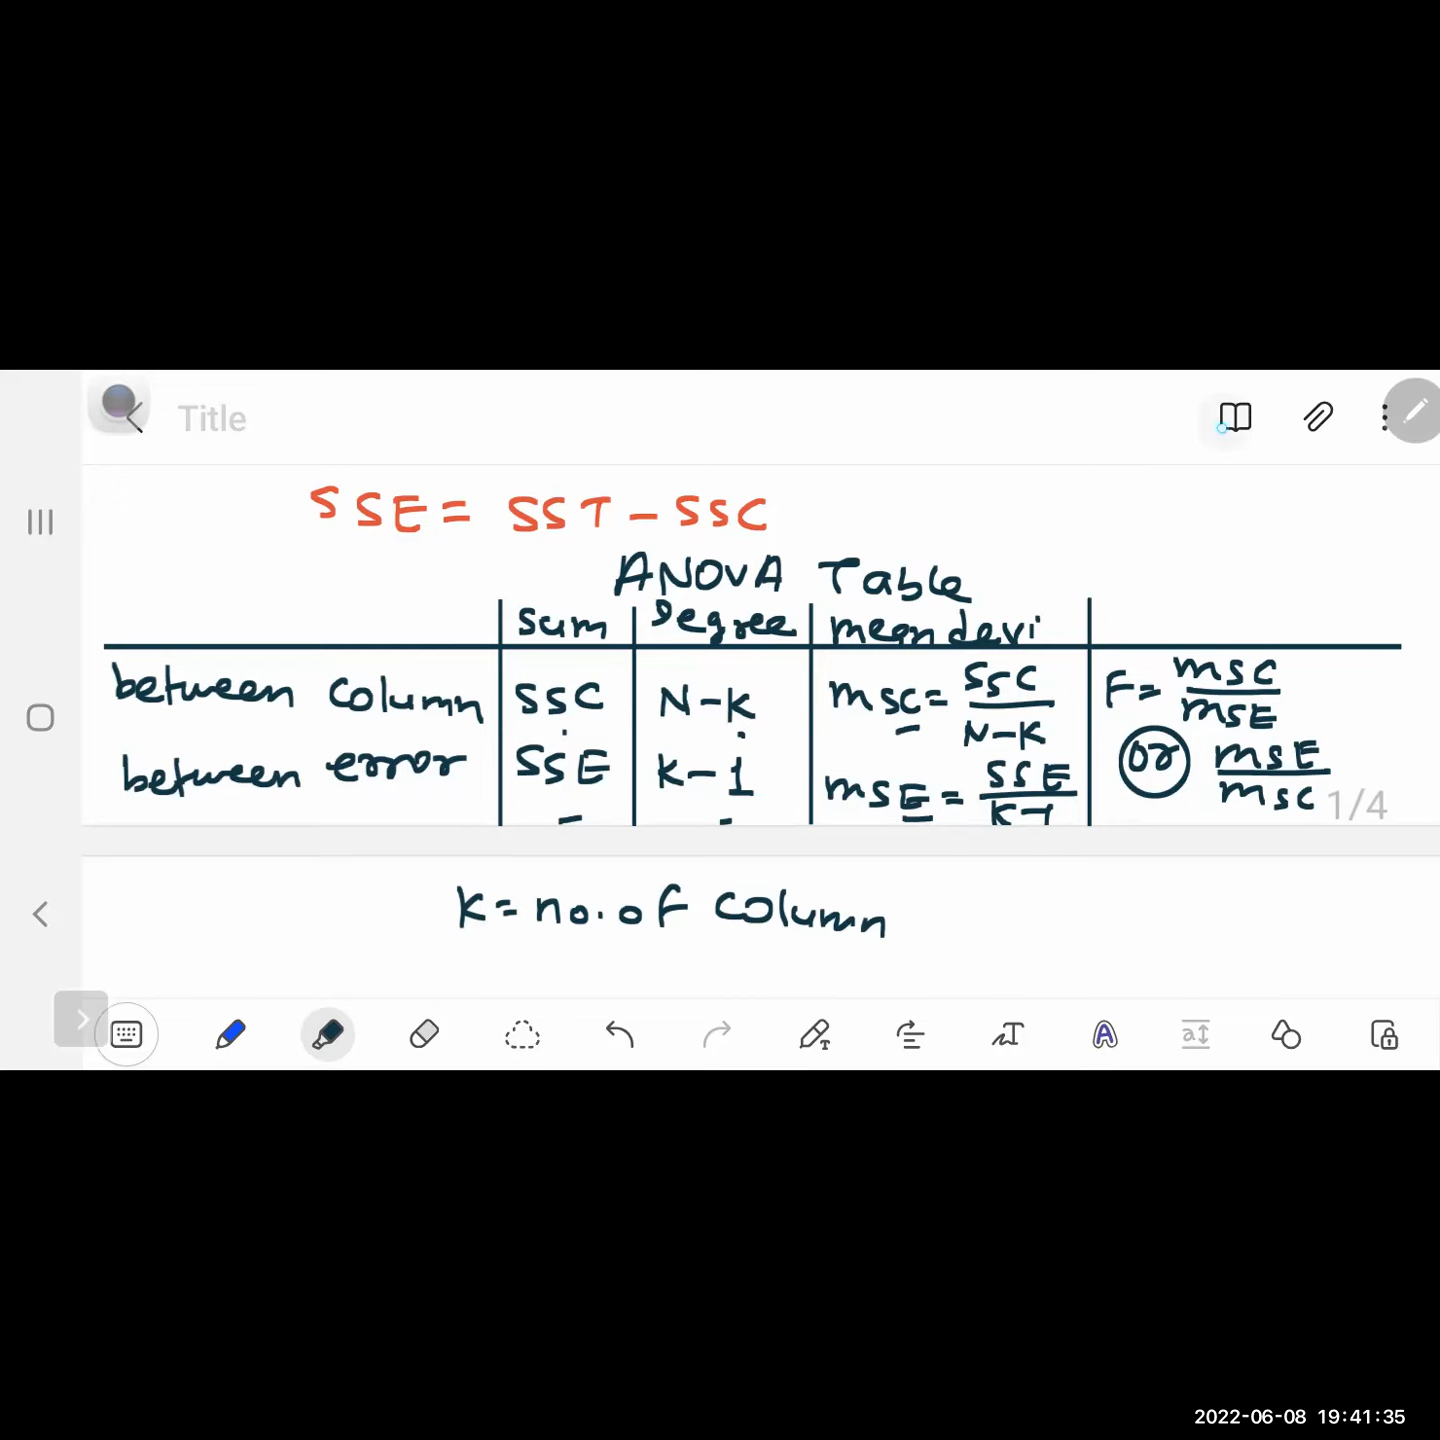 Title
SSE = SST - SSC
ANOVA Table
sum Degree mean devi
between column SSC N-K MSC = SSC/N-K F = MSC/MSE
between error SSE K-1 MSE = SSE/K-1 or MSE/MSC
1/4
K = no. of column
2022-06-08 19:41:35